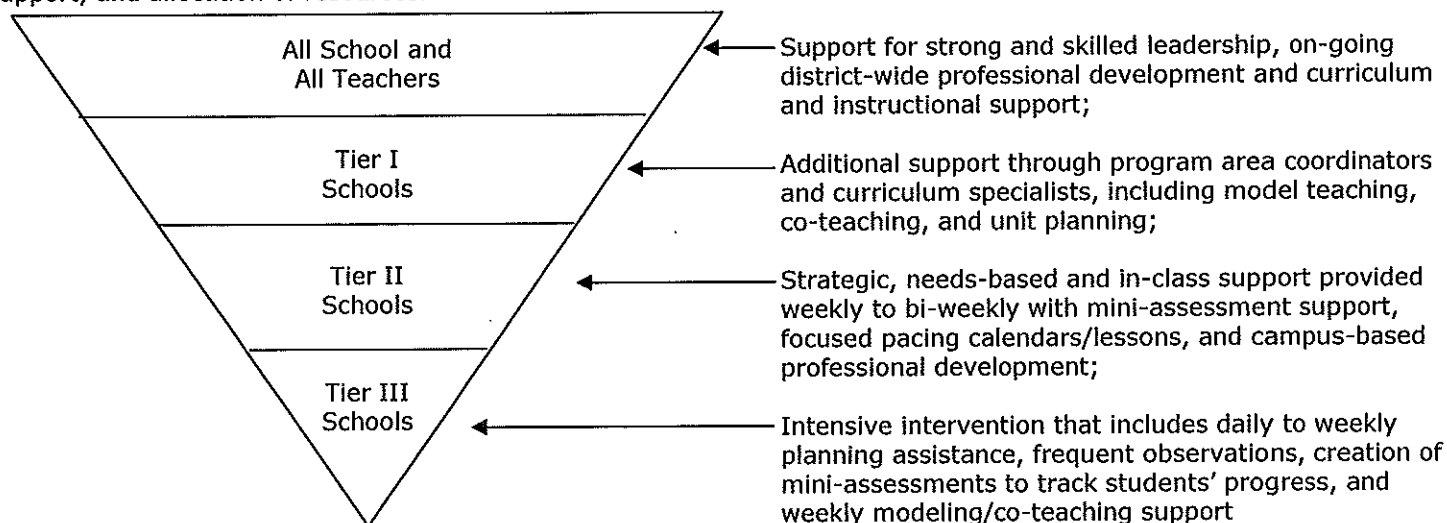 All School and
All Teachers
Support for strong and skilled leadership, on-going
district-wide professional development and curriculum
and instructional support;
Tier I
Schools
Additional support through program area coordinators
and curriculum specialists, including model teaching,
co-teaching, and unit planning;
Tier II
Schools
Strategic, needs-based and in-class support provided
weekly to bi-weekly with mini-assessment support,
focused pacing calendars/lessons, and campus-based
professional development;
Tier III
Schools
Intensive intervention that includes daily to weekly
planning assistance, frequent observations, creation of
mini-assessments to track students' progress, and
weekly modeling/co-teaching support